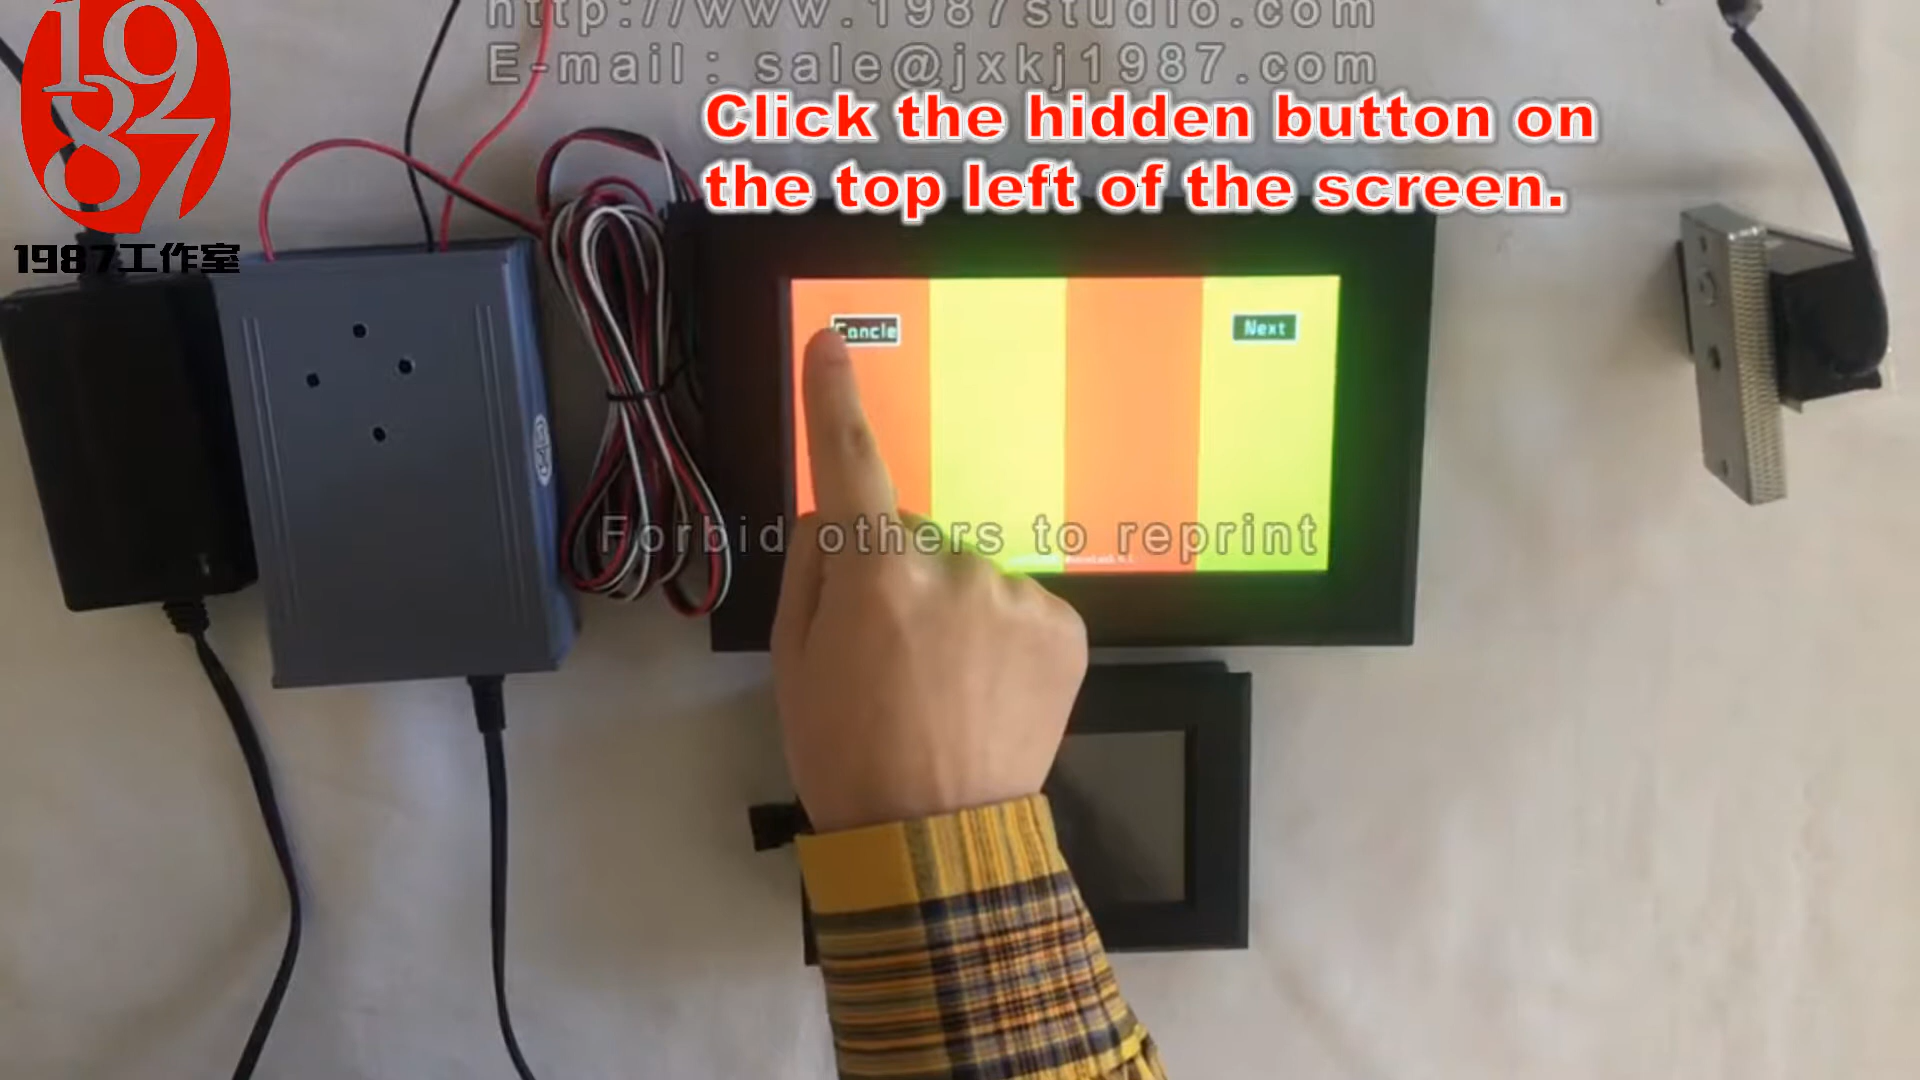 http://www.1987studio.com
E-mail: sale@jxkj1987.com
Click the hidden button on
the top left of the screen.
1987
1987工作室
Cancle
Next
Forbid others to reprint